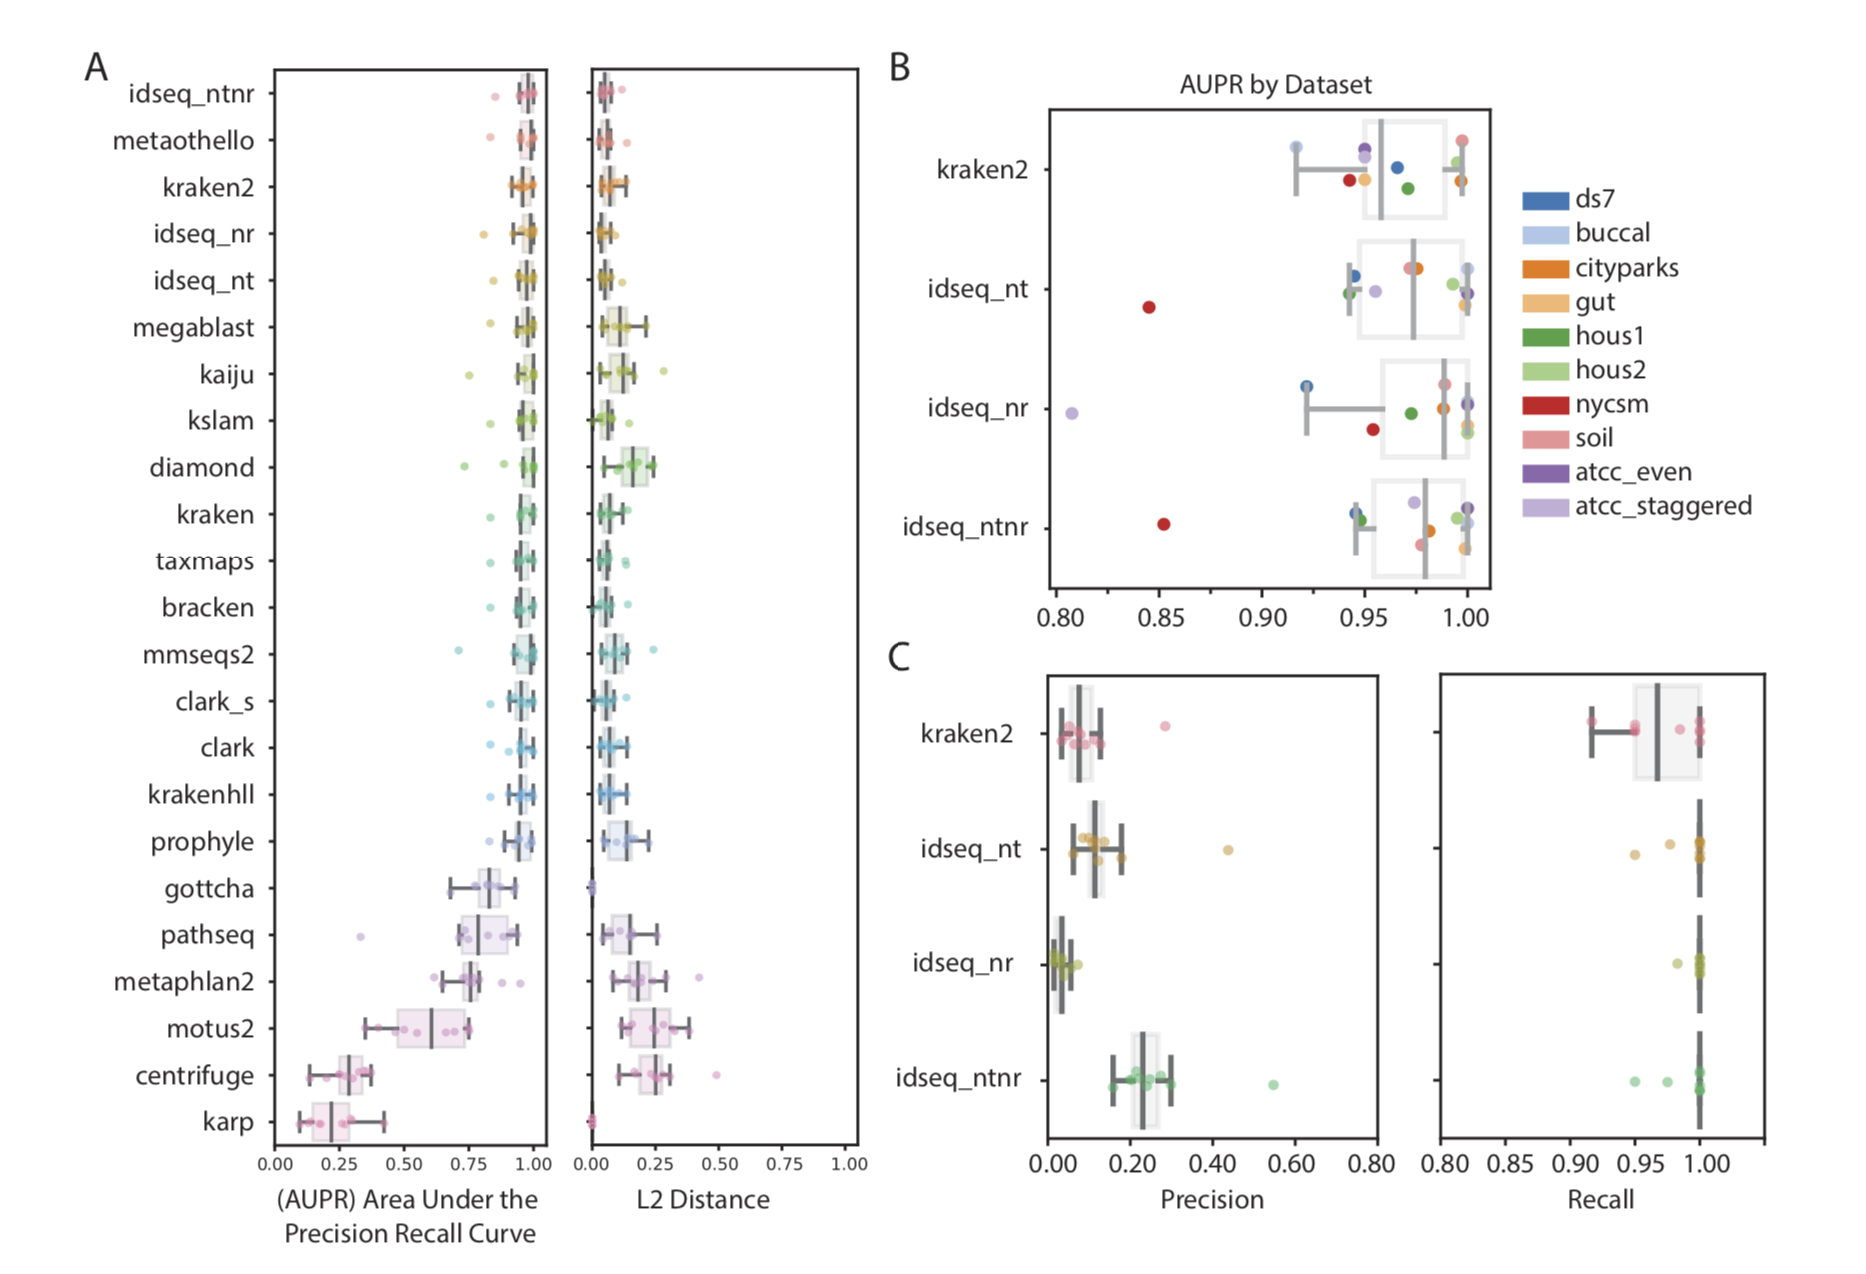 A
idseq_ntnr
metaothello
kraken2
idseq_nr
idseq_nt
megablast
kaiju
kslam
diamond
kraken
taxmaps
bracken
mmseqs2
clark_s
clark
krakenhll
prophyle
gottcha
pathseq
metaphlan2
motus2
centrifuge
karp
0.00 0.25 0.50 0.75 1.00
(AUPR) Area Under the
Precision Recall Curve
0.00 0.25 0.50 0.75 1.00
L2 Distance
B
AUPR by Dataset
kraken2
idseq_nt
idseq_nr
idseq_ntnr
0.80 0.85 0.90 0.95 1.00
ds7
buccal
cityparks
gut
hous1
hous2
nycsm
soil
atcc_even
atcc_staggered
C
kraken2
idseq_nt
idseq_nr
idseq_ntnr
0.00 0.20 0.40 0.60 0.80
Precision
0.80 0.85 0.90 0.95 1.00
Recall